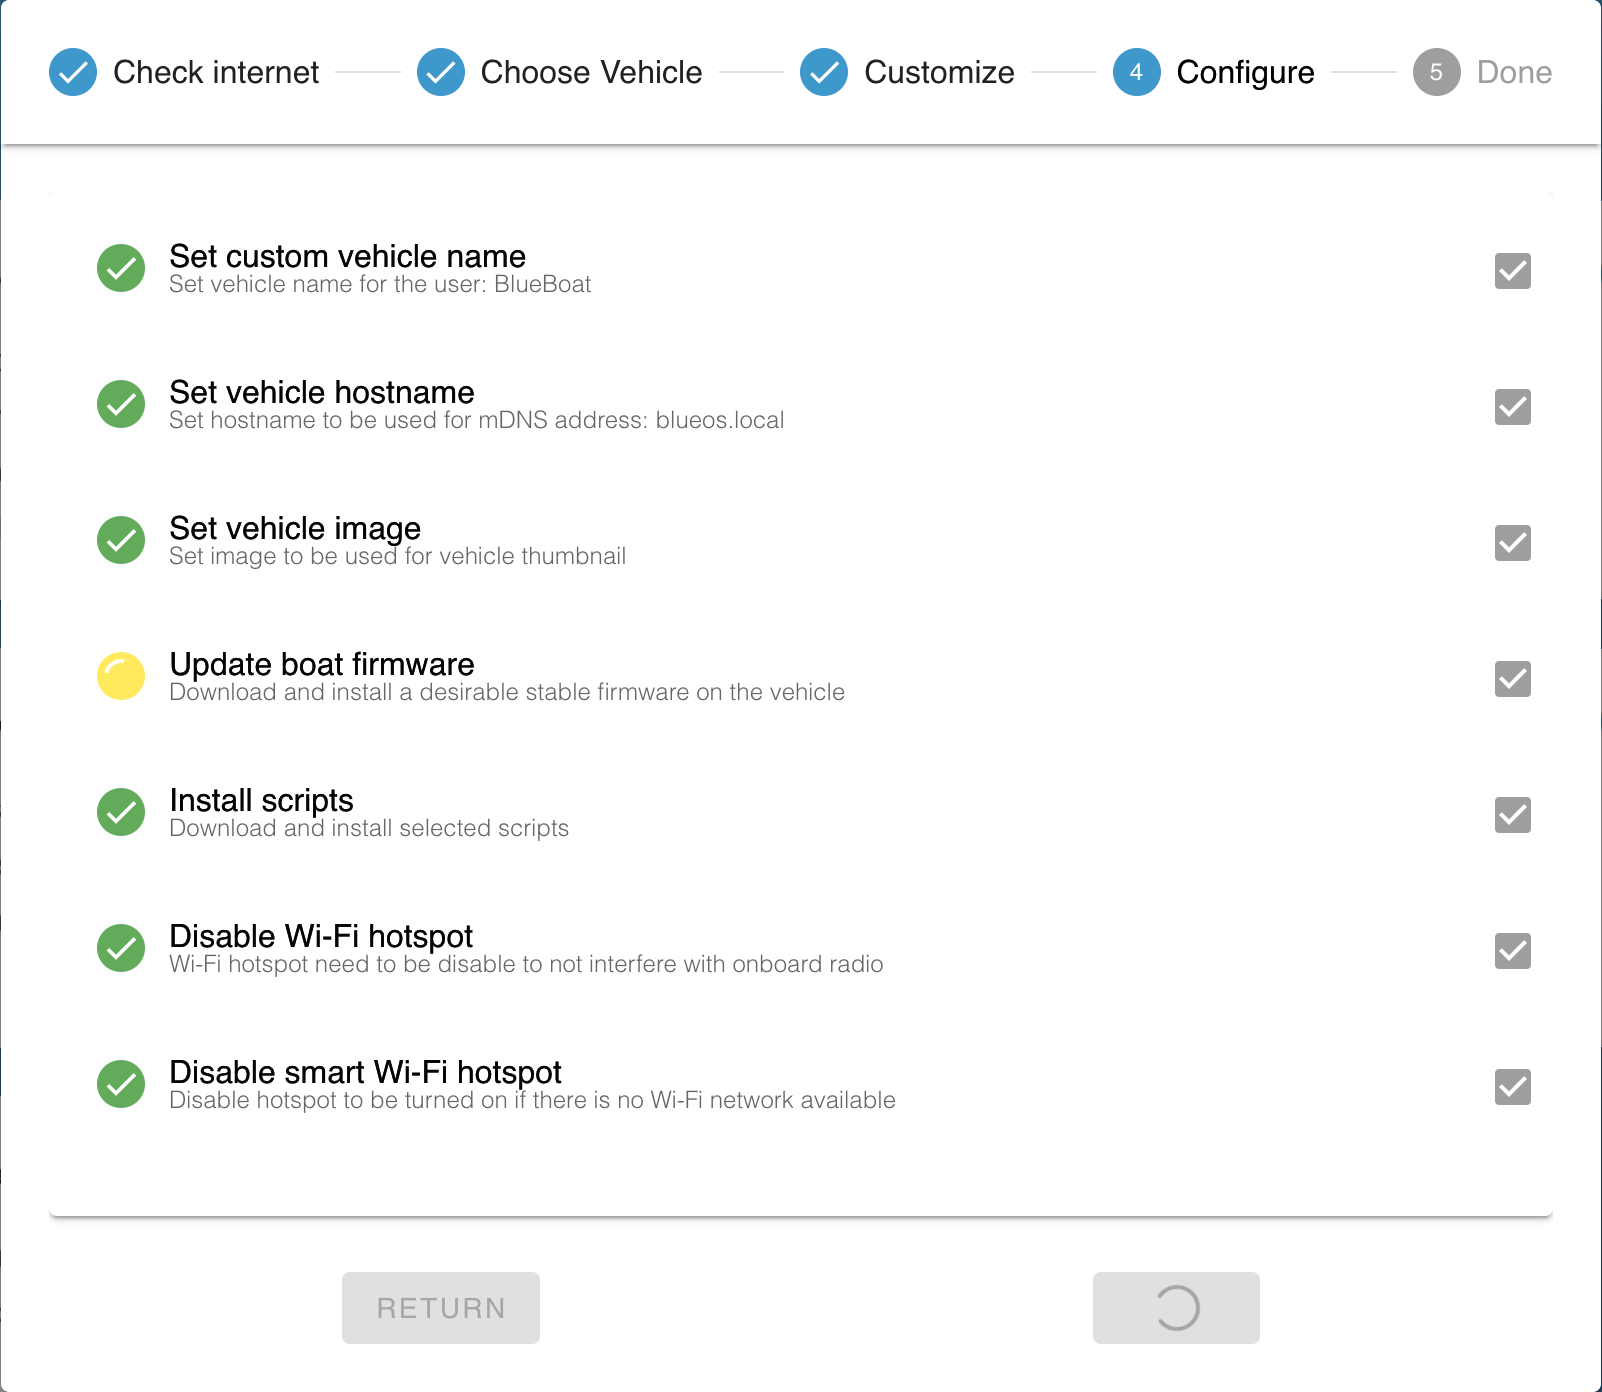 Check internet
Choose Vehicle
Customize
4 Configure
5 Done
Set custom vehicle name
Set vehicle name for the user: BlueBoat
Set vehicle hostname
Set hostname to be used for mDNS address: blueos.local
Set vehicle image
Set image to be used for vehicle thumbnail
Update boat firmware
Download and install a desirable stable firmware on the vehicle
Install scripts
Download and install selected scripts
Disable Wi-Fi hotspot
Wi-Fi hotspot need to be disable to not interfere with onboard radio
Disable smart Wi-Fi hotspot
Disable hotspot to be turned on if there is no Wi-Fi network available
RETURN